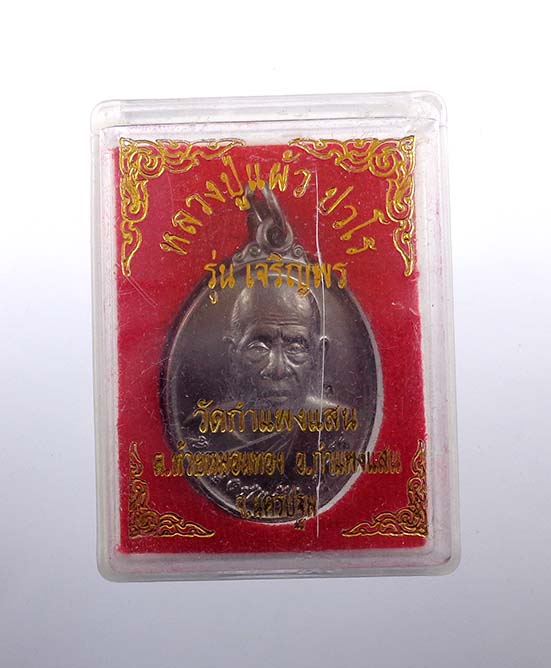 หลวงปู่แผ้ว ปวโร
รุ่น เจริญพร
วัดกำแพงแสน
ต.ห้วยหมอนทอง อ.กำแพงแสน
จ.นครปฐม